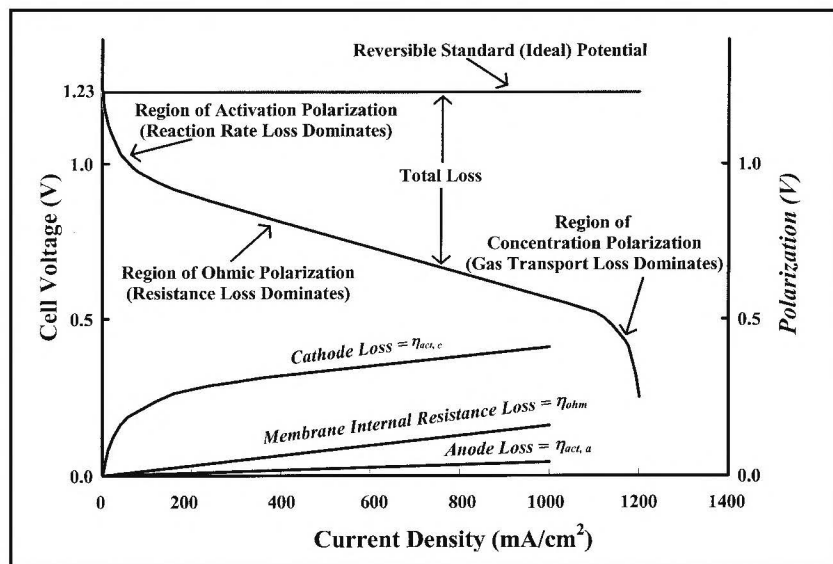 Reversible Standard (Ideal) Potential
1.23
Region of Activation Polarization
(Reaction Rate Loss Dominates)
1.0
1.0
Total Loss
Region of
Concentration Polarization
(Gas Transport Loss Dominates)
Region of Ohmic Polarization
(Resistance Loss Dominates)
Cell Voltage (V)
Polarization (V)
0.5
0.5
Cathode Loss = ηact, c
Membrane Internal Resistance Loss = ηohm
Anode Loss = ηact, a
0.0
0.0
0 200 400 600 800 1000 1200 1400
Current Density (mA/cm²)